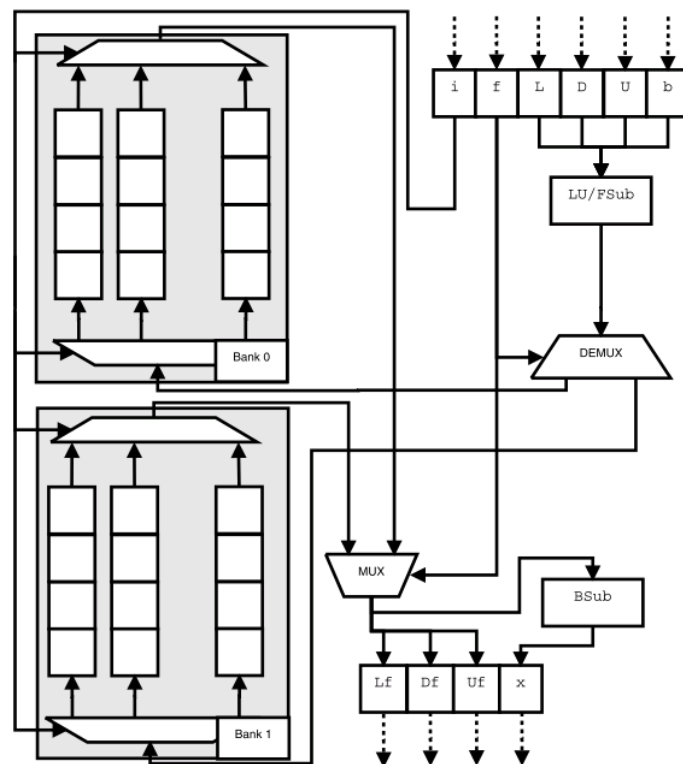 i f L D U b
LU/FSub
DEMUX
Bank 0
MUX
BSub
Lf Df Uf x
Bank 1